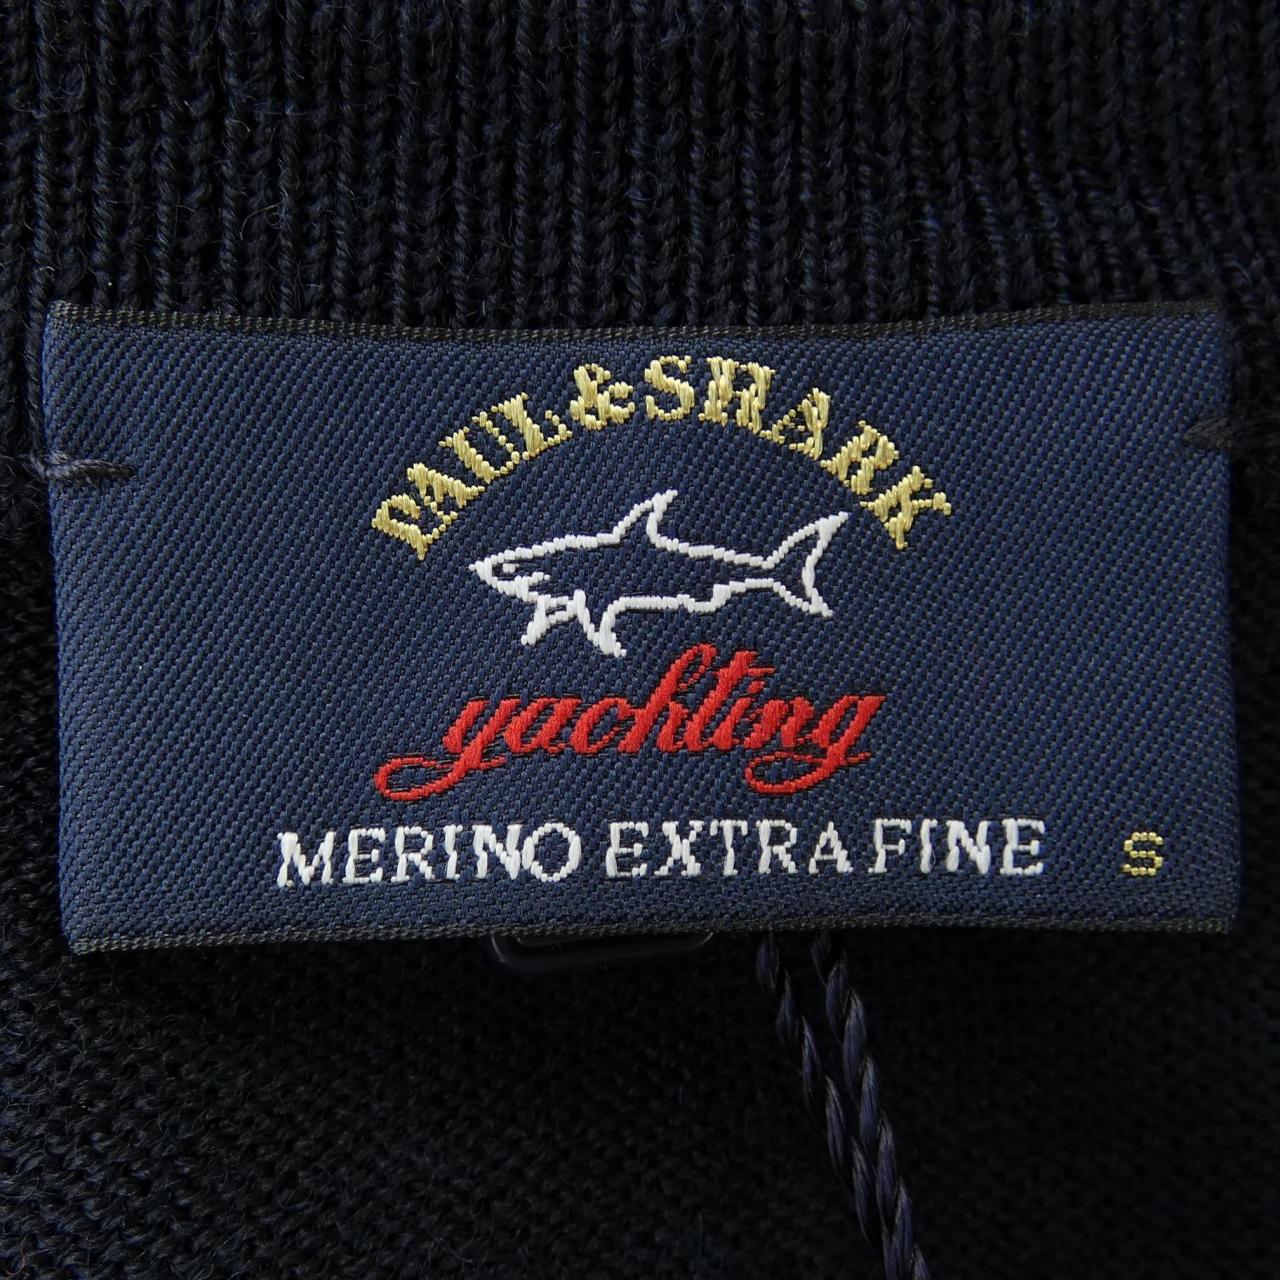 PAUL & SHARK
yachting
MERINO EXTRA FINE S